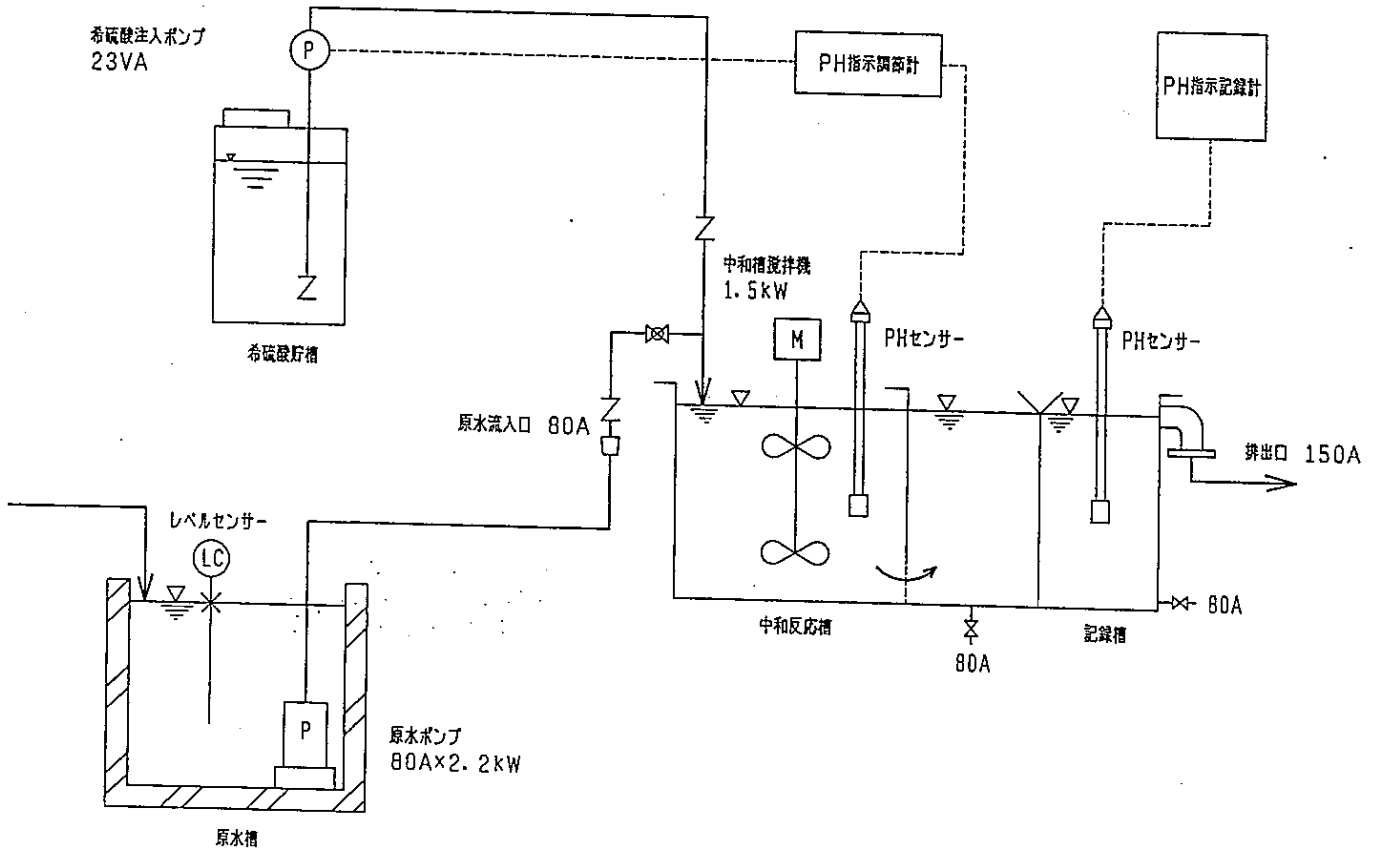 希硫酸注入ポンプ
23VA
P
PH指示調節計
PH指示記録計
希硫酸貯槽
中和槽撹拌機
1.5kW
M
PHセンサー
PHセンサー
原水流入口 80A
排出口 150A
レベルセンサー
LC
80A
中和反応槽
記録槽
80A
P
原水ポンプ
80A×2.2kW
原水槽